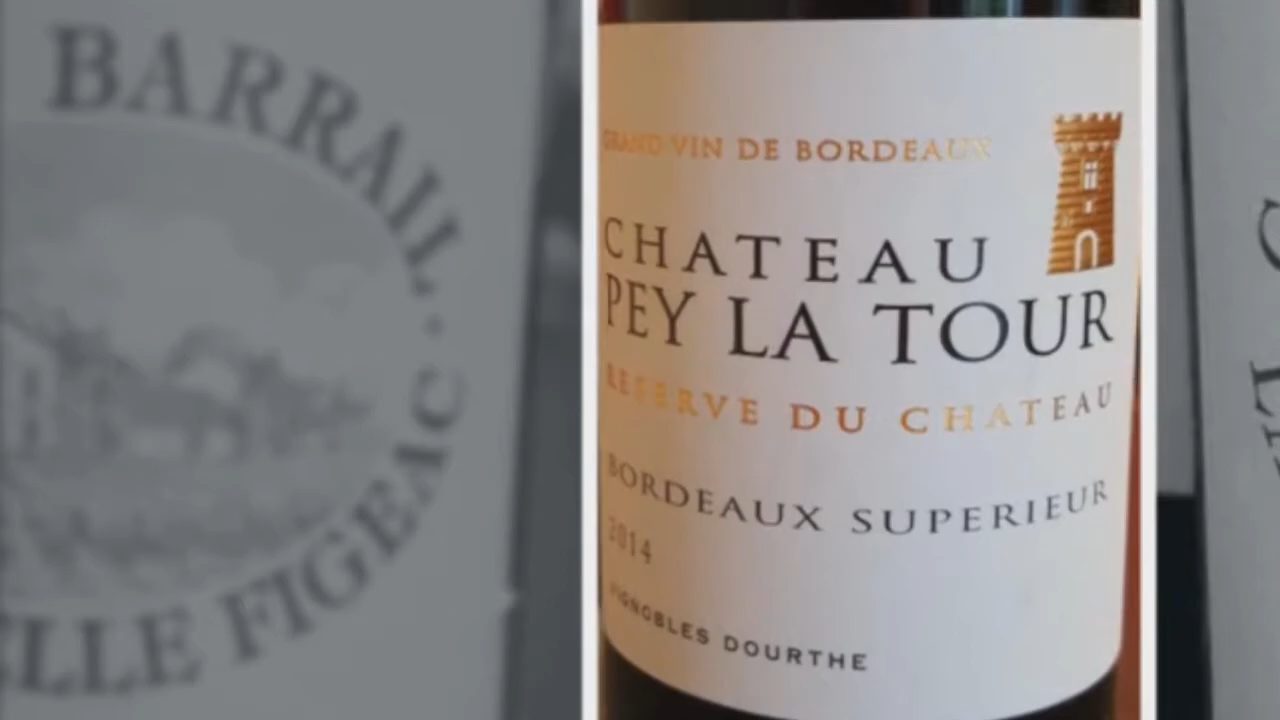 BARRAIL
ELLE FIGEAC
GRAND VIN DE BORDEAUX
CHATEAU
PEY LA TOUR
RESERVE DU CHATEAU
BORDEAUX SUPERIEUR
2014
VIGNOBLES DOURTHE